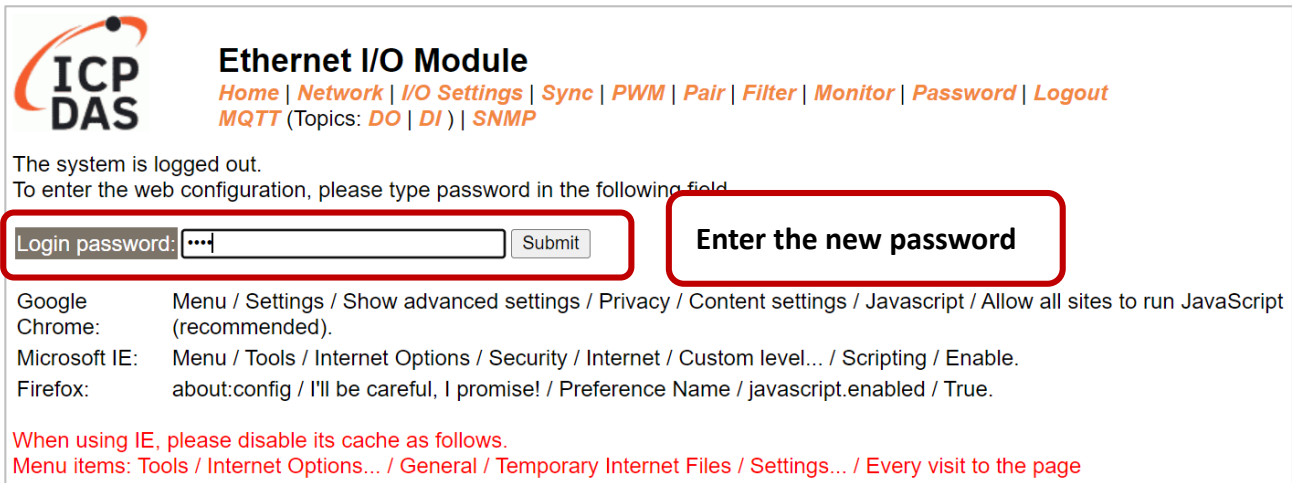 ICP
DAS
Ethernet I/O Module
Home | Network | I/O Settings | Sync | PWM | Pair | Filter | Monitor | Password | Logout
MQTT (Topics: DO | DI ) | SNMP
The system is logged out.
To enter the web configuration, please type password in the following field.
Login password: •••• Submit
Enter the new password
Google Chrome: Menu / Settings / Show advanced settings / Privacy / Content settings / Javascript / Allow all sites to run JavaScript
(recommended).
Microsoft IE: Menu / Tools / Internet Options / Security / Internet / Custom level... / Scripting / Enable.
Firefox: about:config / I'll be careful, I promise! / Preference Name / javascript.enabled / True.
When using IE, please disable its cache as follows.
Menu items: Tools / Internet Options... / General / Temporary Internet Files / Settings... / Every visit to the page